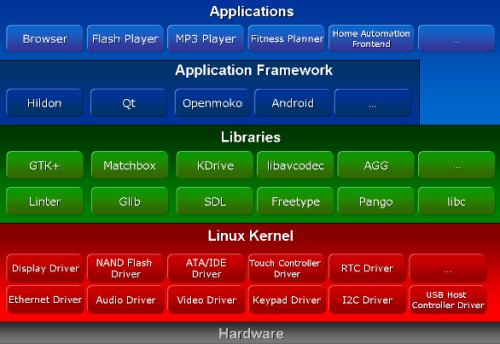 Applications
Browser
Flash Player
MP3 Player
Fitness Planner
Home Automation
Frontend
...
Application Framework
Hildon
Qt
Openmoko
Android
...
Libraries
GTK+
Matchbox
KDrive
libavcodec
AGG
...
Linter
Glib
SDL
Freetype
Pango
libc
Linux Kernel
Display Driver
NAND Flash
Driver
ATA/IDE
Driver
Touch Controller
Driver
RTC Driver
...
Ethernet Driver
Audio Driver
Video Driver
Keypad Driver
I2C Driver
USB Host
Controller Driver
Hardware